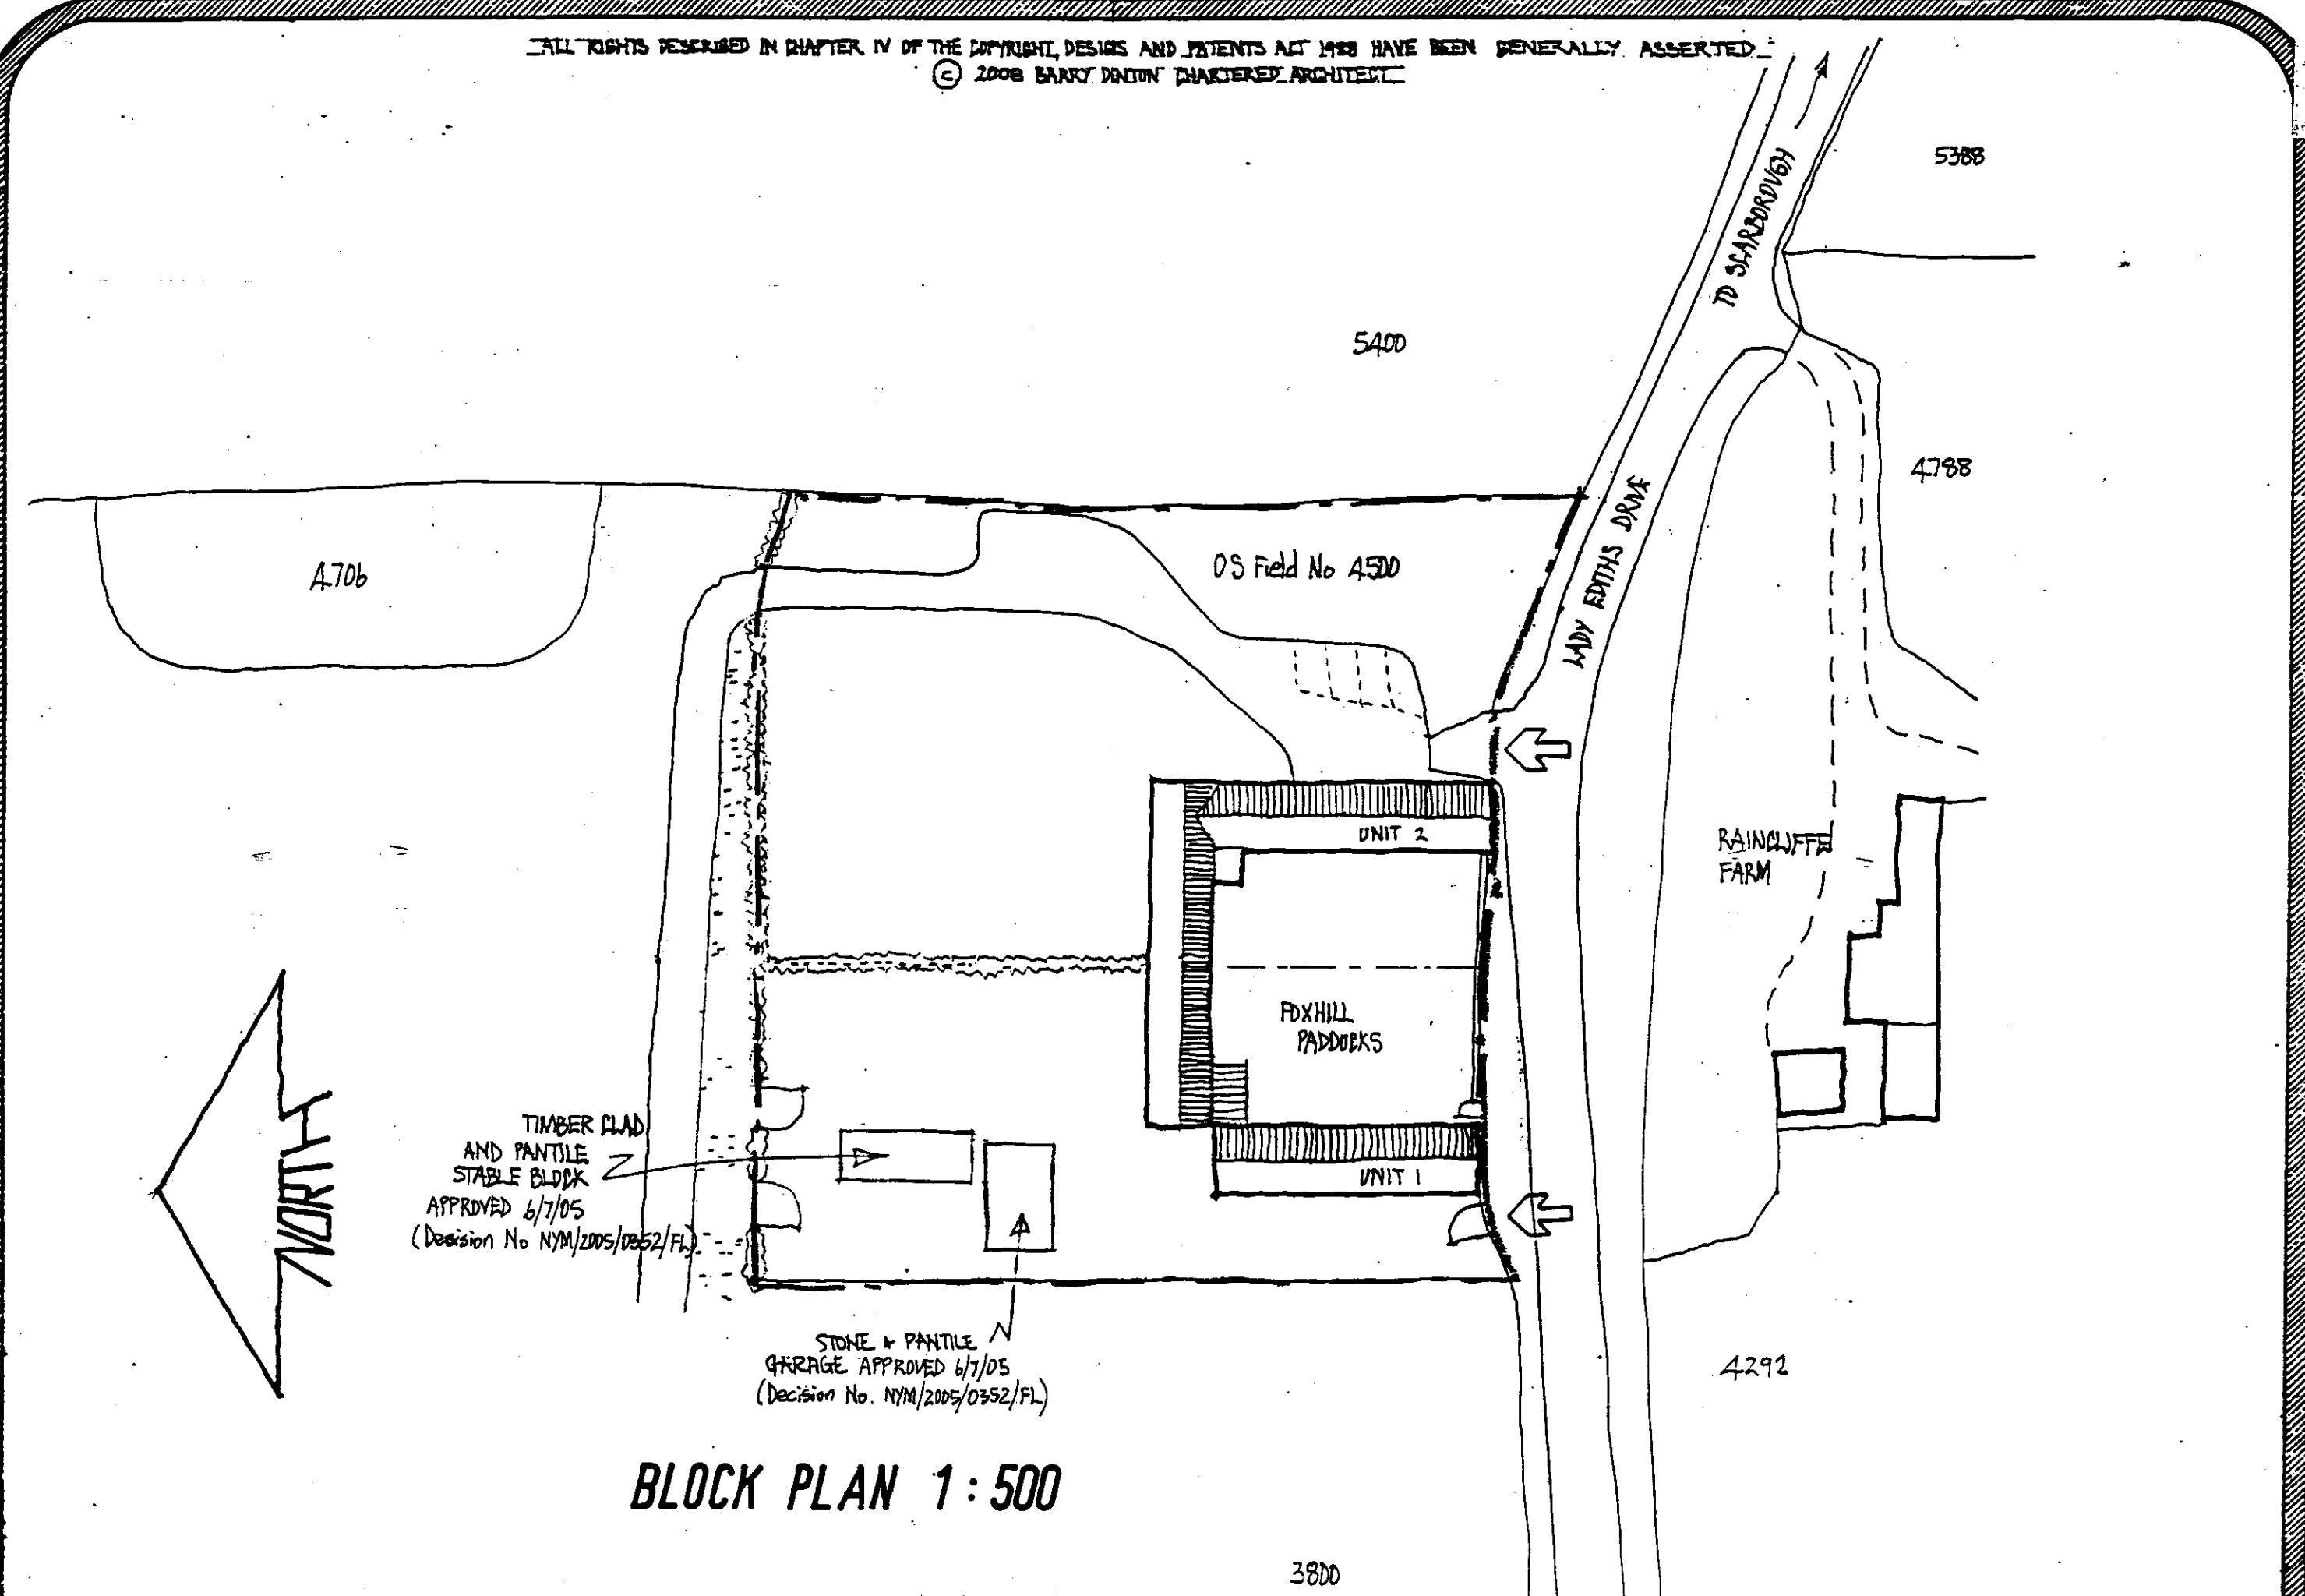 ALL RIGHTS DESCRIBED IN CHAPTER IV OF THE COPYRIGHT, DESIGNS AND PATENTS ACT 1988 HAVE BEEN GENERALLY ASSERTED
© 2008 BARRY DENTON CHARTERED ARCHITECT
5388
TO SCARBOROUGH
5400
4788
4706
OS Field No 4500
LADY EDITHS DRIVE
UNIT 2
RAINCLIFFE
FARM
FOXHILL
PADDOCKS
NORTH
TIMBER CLAD
AND PANTILE
STABLE BLOCK
APPROVED 6/7/05
(Decision No NYM/2005/0352/FL)
UNIT 1
STONE & PANTILE
GARAGE APPROVED 6/7/05
(Decision No. NYM/2005/0352/FL)
4292
BLOCK PLAN 1:500
3800